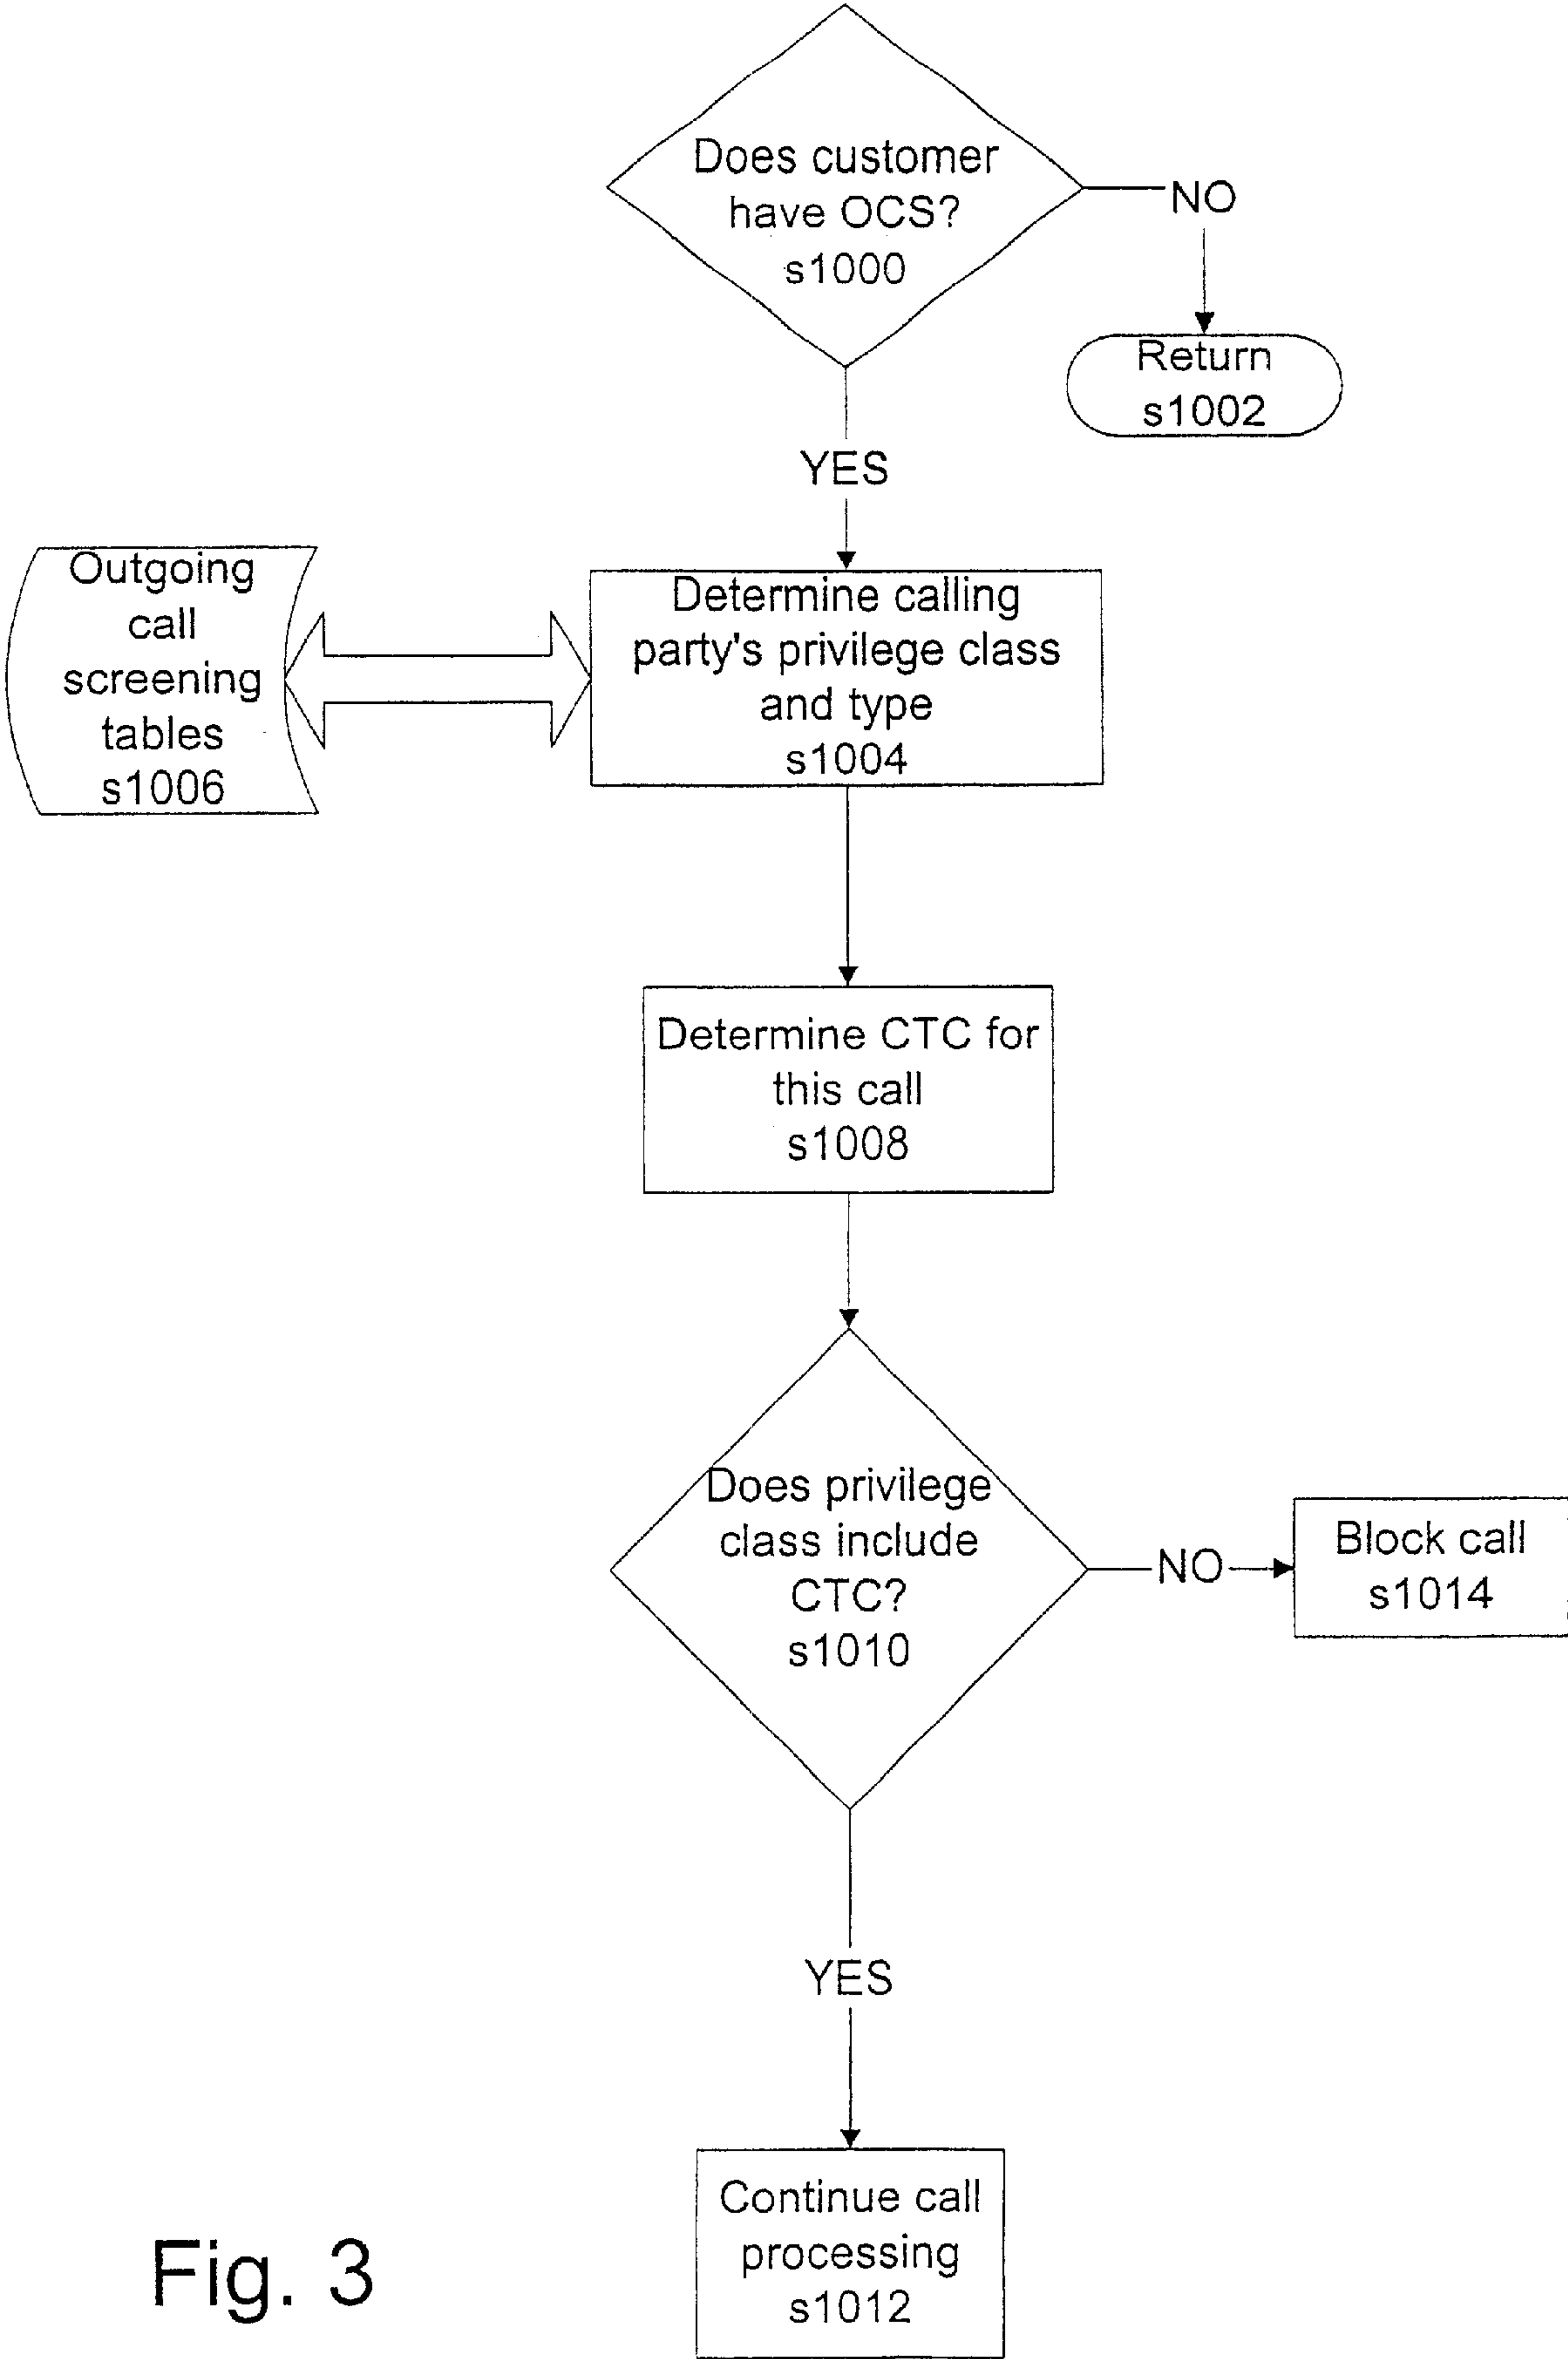 Does customer
have OCS?
s1000
NO
Return
s1002
YES
Outgoing
call
screening
tables
s1006
Determine calling
party's privilege class
and type
s1004
Determine CTC for
this call
s1008
Does privilege
class include
CTC?
s1010
NO
Block call
s1014
YES
Continue call
processing
s1012
Fig. 3